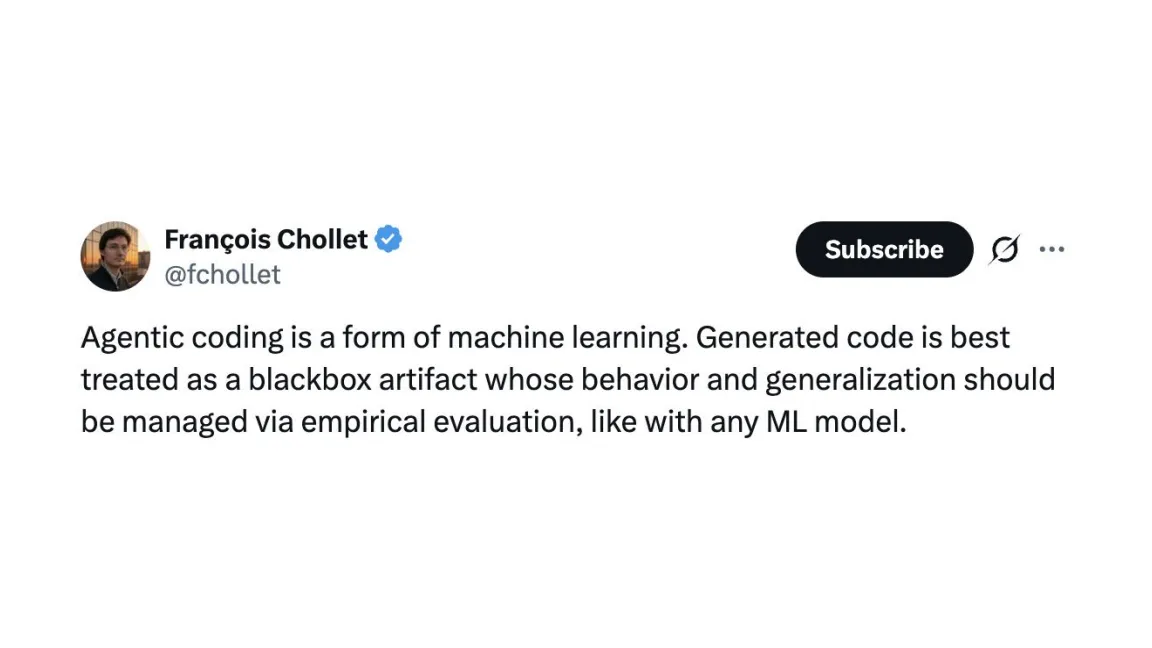 François Chollet
@fchollet
Subscribe
Agentic coding is a form of machine learning. Generated code is best
treated as a blackbox artifact whose behavior and generalization should
be managed via empirical evaluation, like with any ML model.